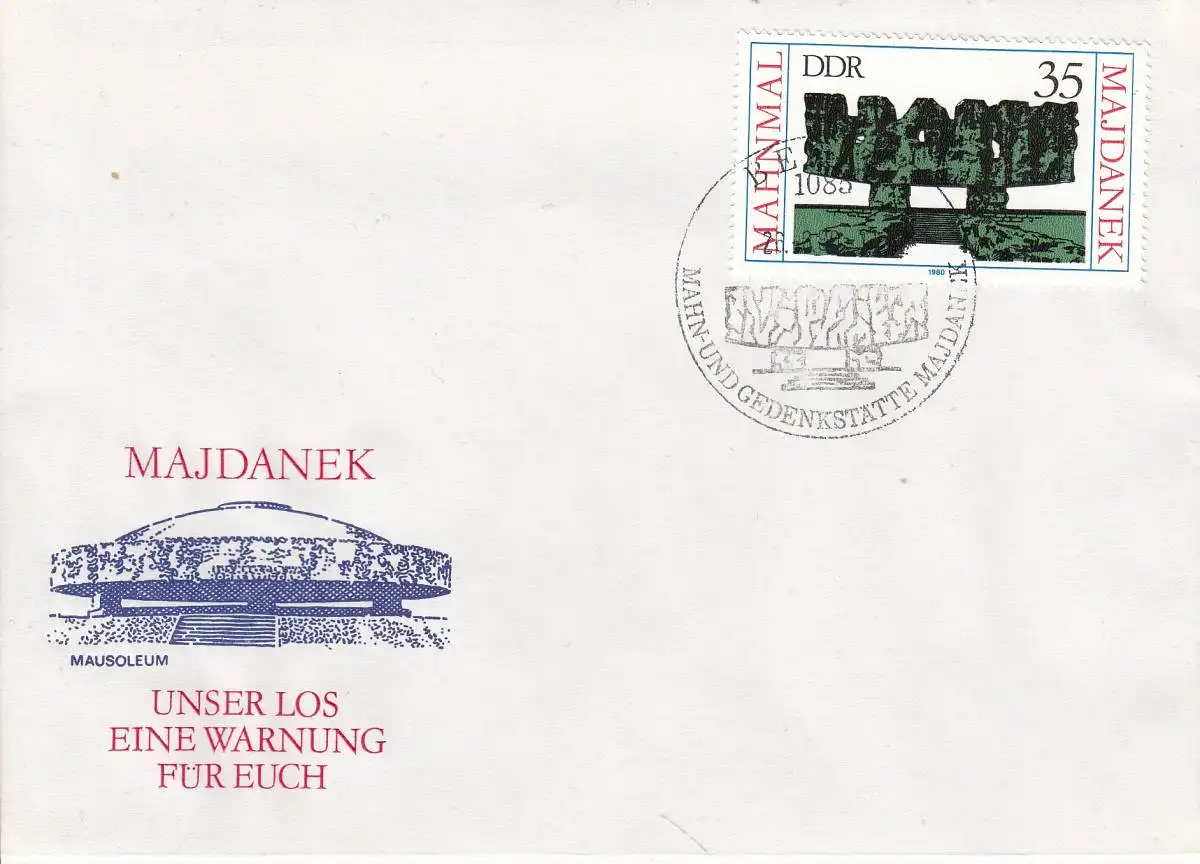 DDR
35
MAHNMAL
MAJDANEK
1980
1085
MAHN-UND GEDENKSTÄTTE MAJDANEK
MAJDANEK
MAUSOLEUM
UNSER LOS
EINE WARNUNG
FÜR EUCH